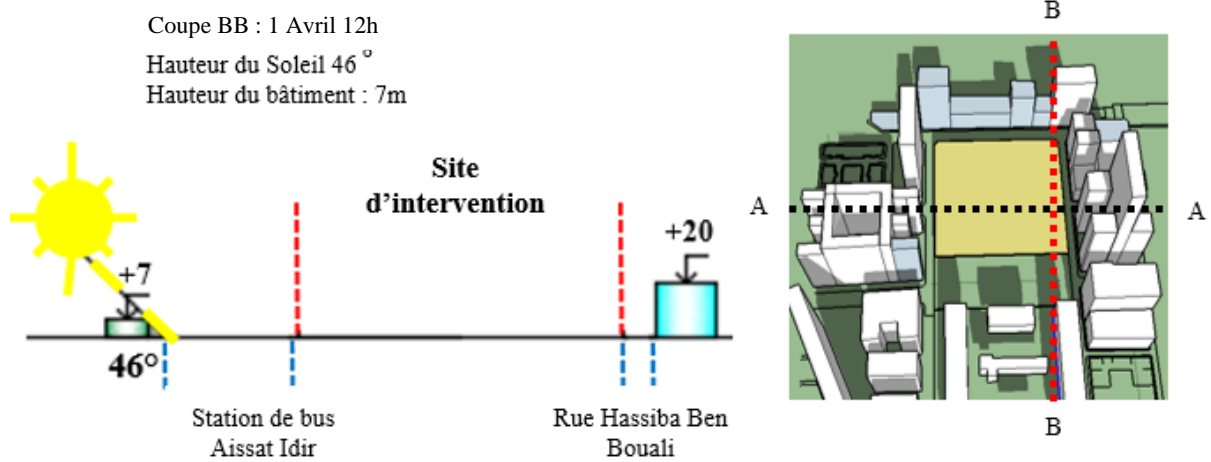 Coupe BB : 1 Avril 12h
Hauteur du Soleil 46 °
Hauteur du bâtiment : 7m
Site
d’intervention
+7
+20
46°
Station de bus
Aissat Idir
Rue Hassiba Ben
Bouali
B
A
A
B